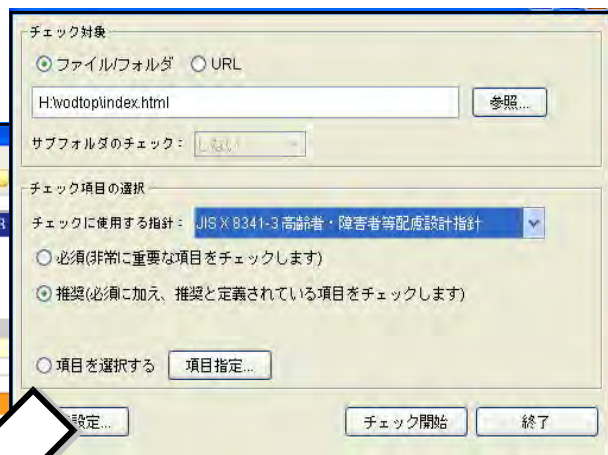 チェック対象
ファイル/フォルダ URL
H:\vodtop\index.html 参照...
サブフォルダのチェック： しない
チェック項目の選択
チェックに使用する指針： JIS X 8341-3 高齢者・障害者等配慮設計指針
必須(非常に重要な項目をチェックします)
推奨(必須に加え、推奨と定義されている項目をチェックします)
項目を選択する 項目指定...
設定... チェック開始 終了